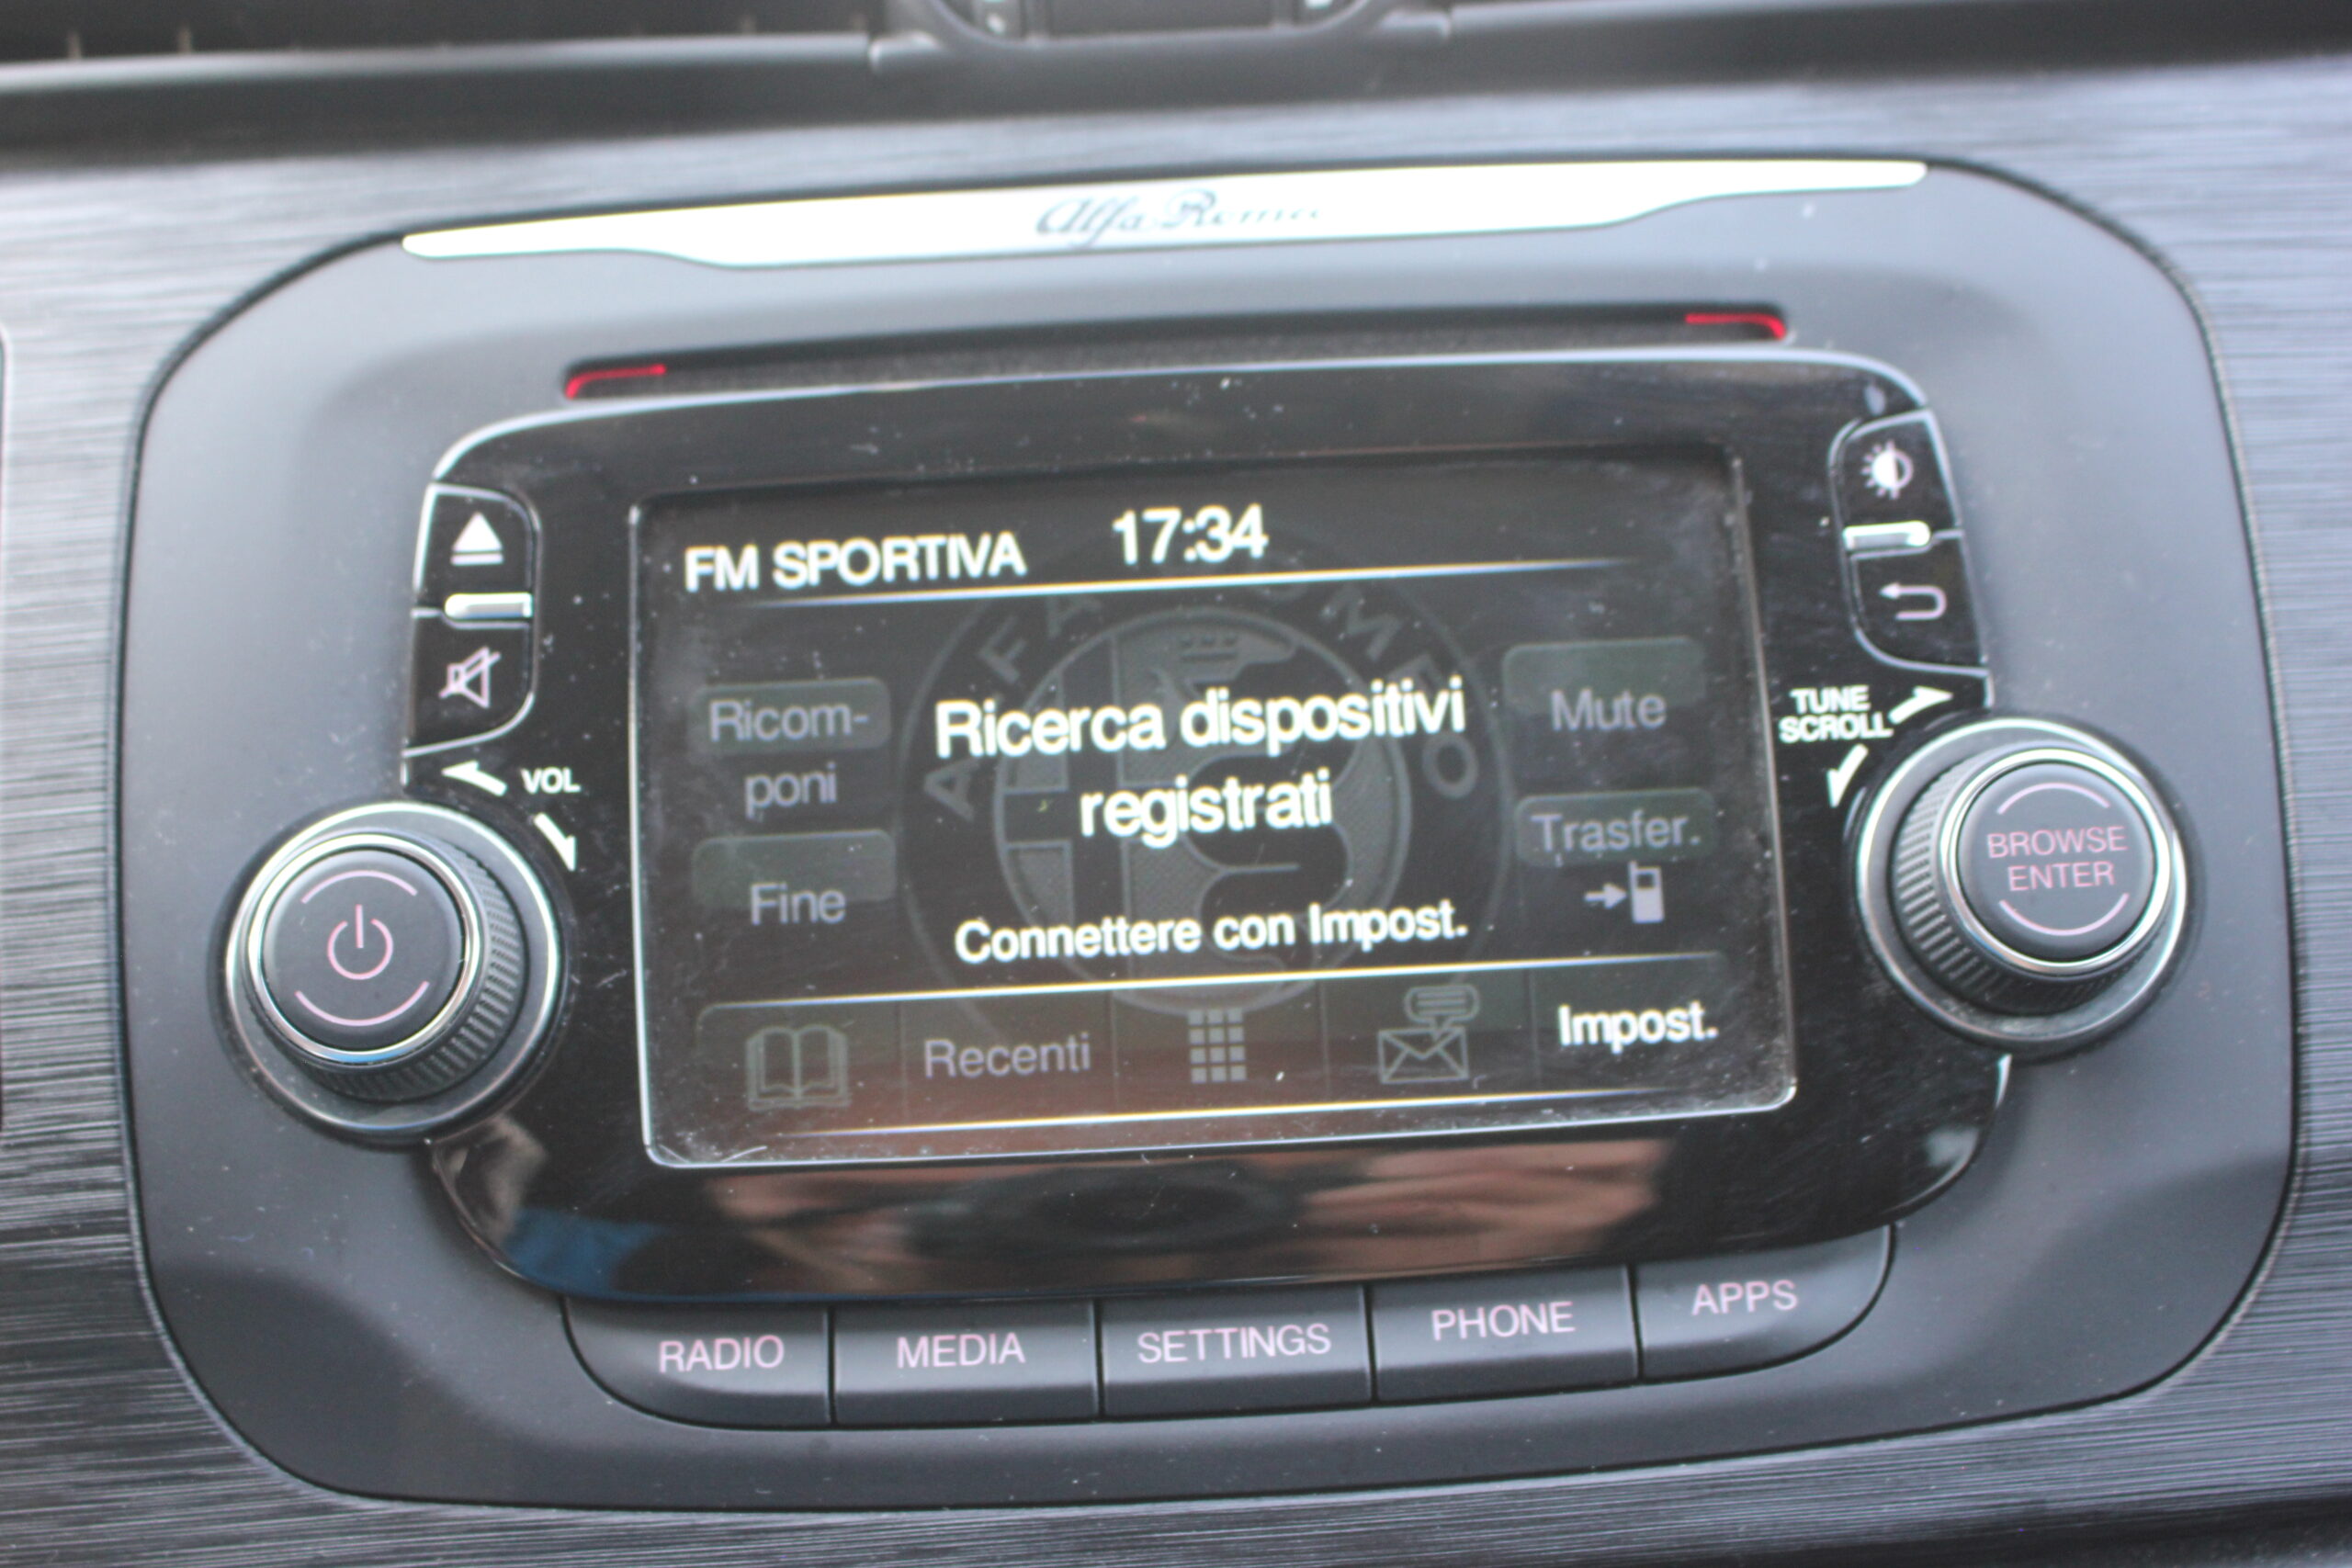 Alfa Romeo
FM SPORTIVA 17:34
Ricom-
poni
Fine
Ricerca dispositivi
registrati
Connettere con Impost.
Mute
Trasfer.
Recenti
Impost.
VOL
TUNE
SCROLL
BROWSE
ENTER
RADIO
MEDIA
SETTINGS
PHONE
APPS